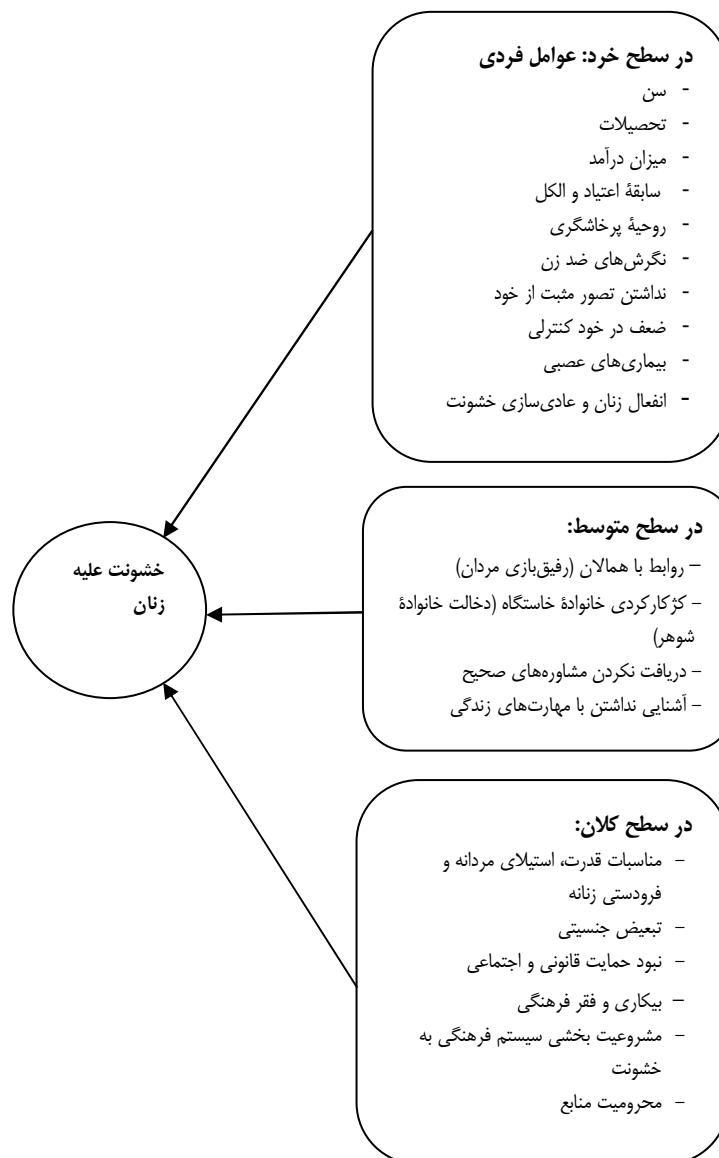 در سطح خرد: عوامل فردی
- سن
- تحصیلات
- میزان درآمد
- سابقۀ اعتیاد و الکل
- روحیۀ پرخاشگری
- نگرش‌های ضد زن
- نداشتن تصور مثبت از خود
- ضعف در خود کنترلی
- بیماری‌های عصبی
- انفعال زنان و عادی‌سازی خشونت
در سطح متوسط:
– روابط با همالان (رفیق‌بازی مردان)
– کژکارکردی خانوادۀ خاستگاه (دخالت خانوادۀ
شوهر)
– دریافت نکردن مشاوره‌های صحیح
– آشنایی نداشتن با مهارت‌های زندگی
خشونت علیه
زنان
در سطح کلان:
– مناسبات قدرت، استیلای مردانه و
فرودستی زنانه
– تبعیض جنسیتی
– نبود حمایت قانونی و اجتماعی
– بیکاری و فقر فرهنگی
– مشروعیت بخشی سیستم فرهنگی به
خشونت
– محرومیت منابع